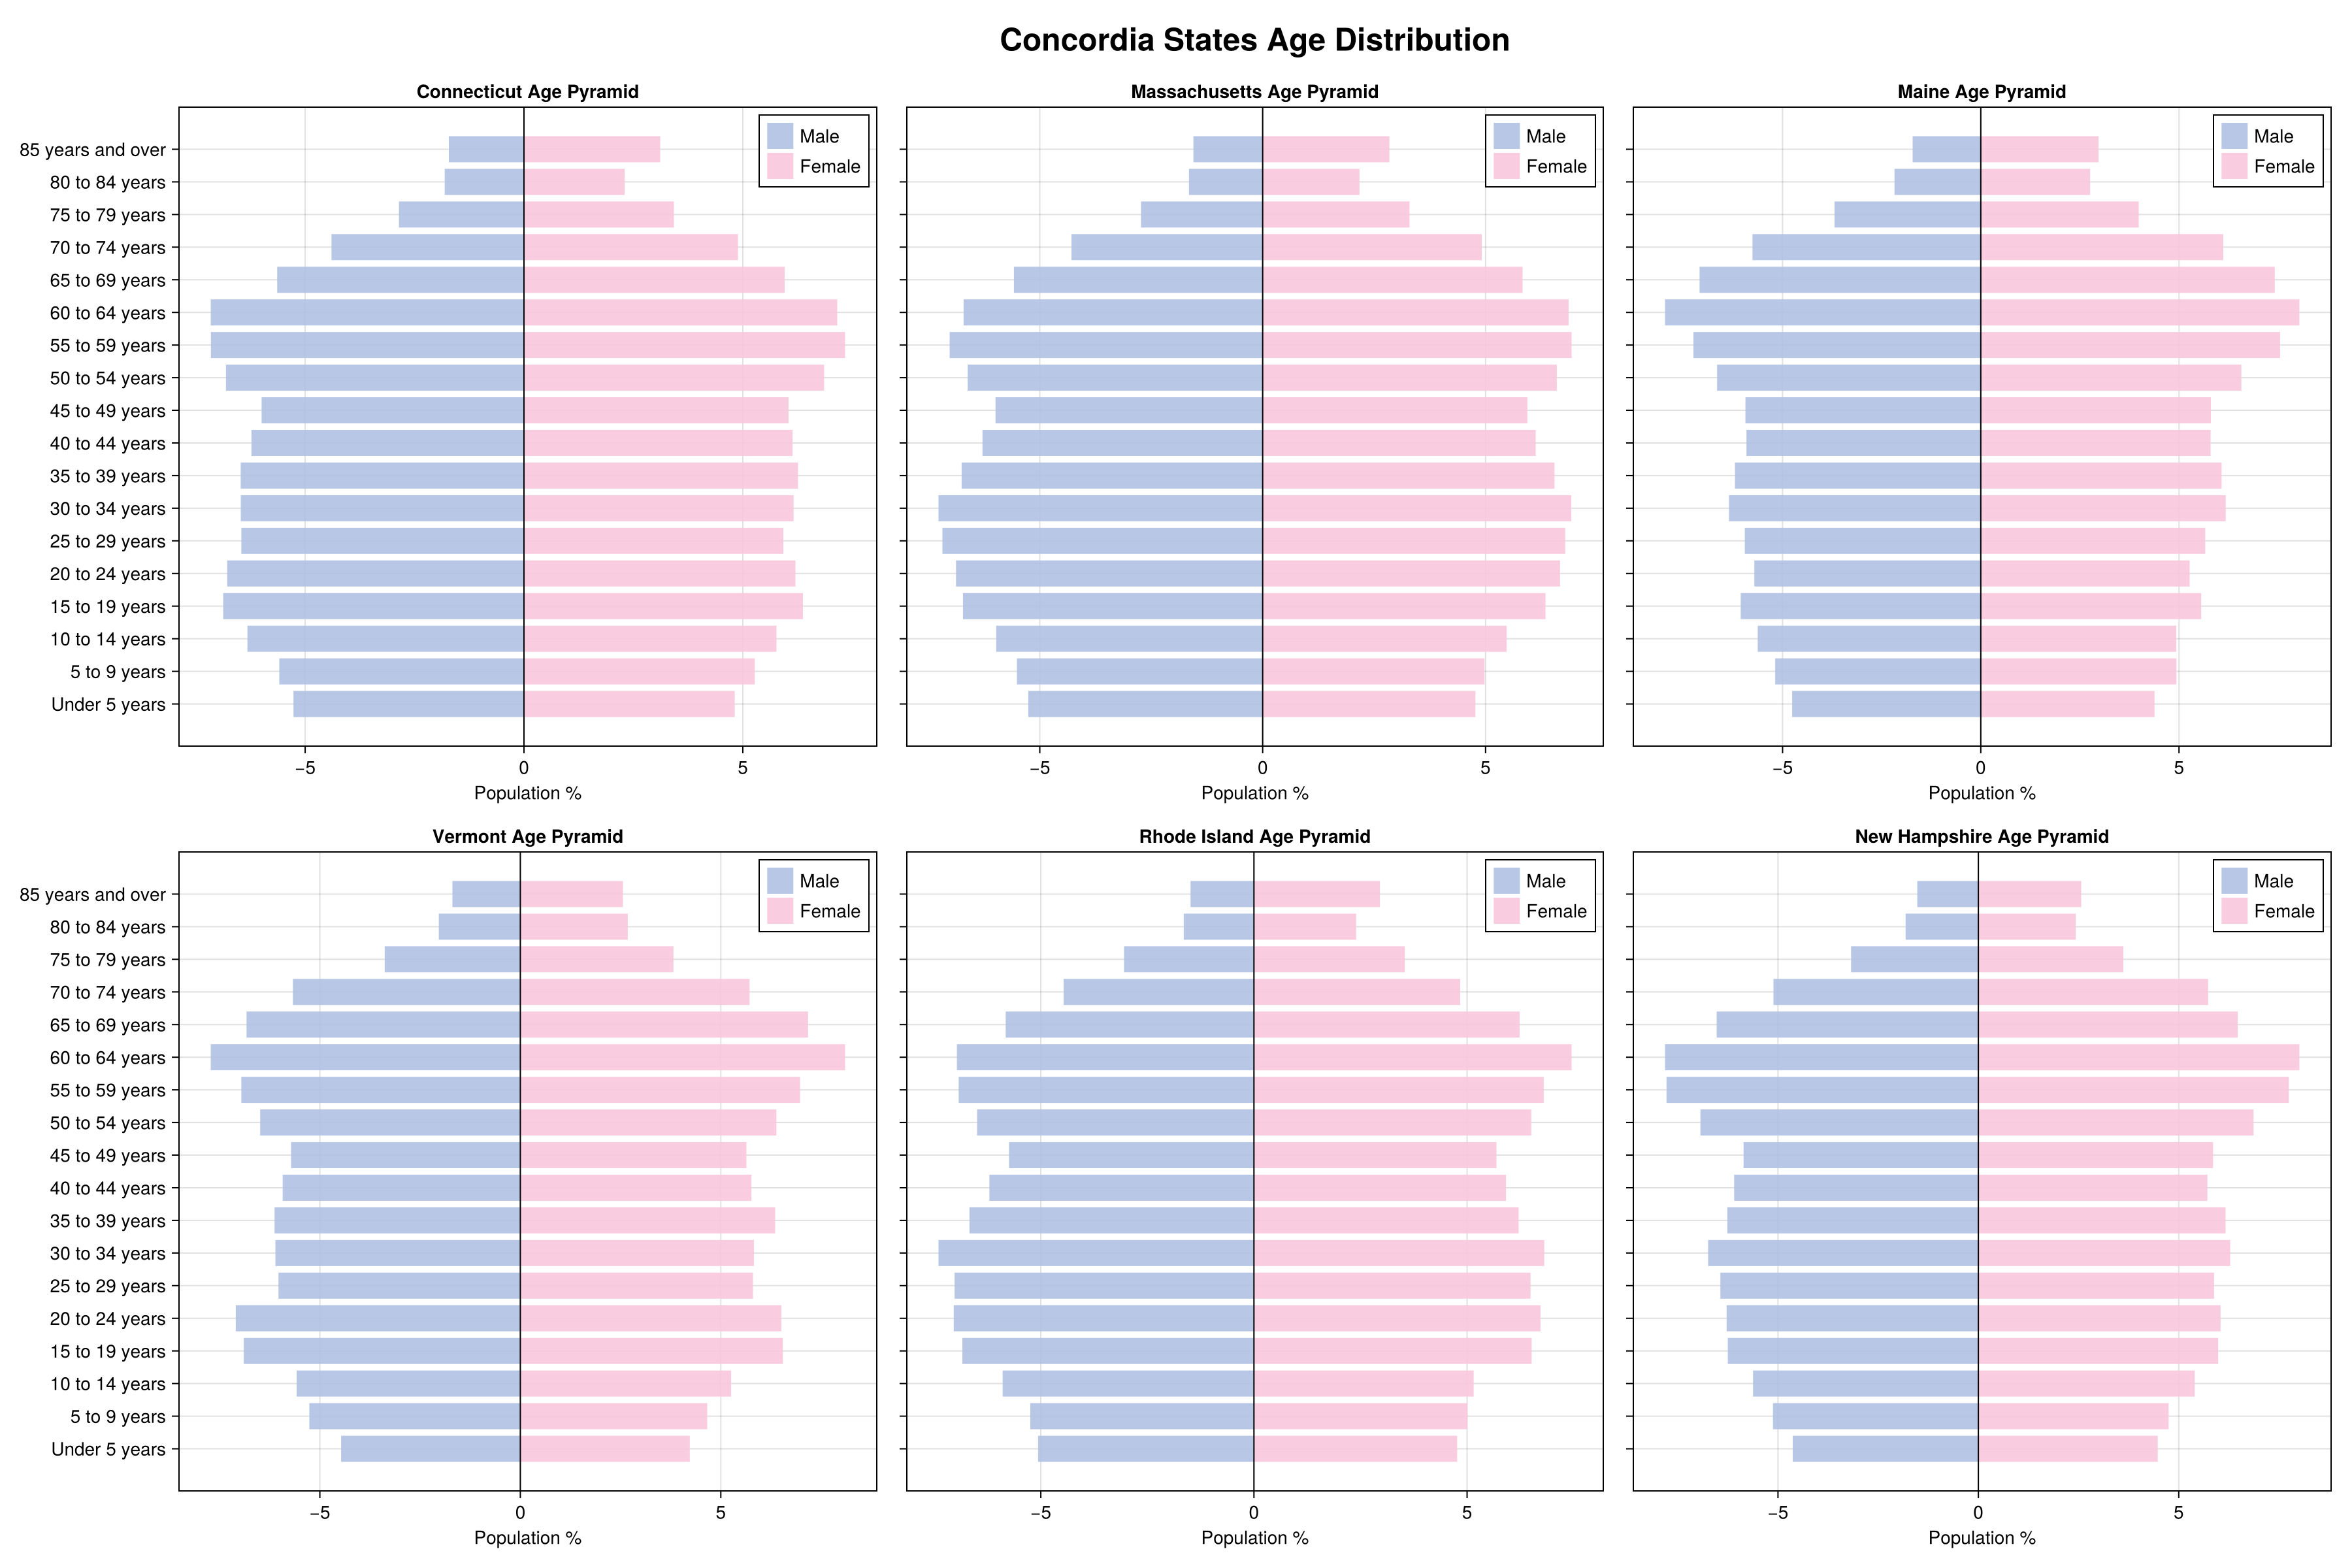 Concordia States Age Distribution
Connecticut Age Pyramid
Male
Female
85 years and over
80 to 84 years
75 to 79 years
70 to 74 years
65 to 69 years
60 to 64 years
55 to 59 years
50 to 54 years
45 to 49 years
40 to 44 years
35 to 39 years
30 to 34 years
25 to 29 years
20 to 24 years
15 to 19 years
10 to 14 years
5 to 9 years
Under 5 years
−5 0 5
Population %
Massachusetts Age Pyramid
Male
Female
−5 0 5
Population %
Maine Age Pyramid
Male
Female
−5 0 5
Population %
Vermont Age Pyramid
Male
Female
85 years and over
80 to 84 years
75 to 79 years
70 to 74 years
65 to 69 years
60 to 64 years
55 to 59 years
50 to 54 years
45 to 49 years
40 to 44 years
35 to 39 years
30 to 34 years
25 to 29 years
20 to 24 years
15 to 19 years
10 to 14 years
5 to 9 years
Under 5 years
−5 0 5
Population %
Rhode Island Age Pyramid
Male
Female
−5 0 5
Population %
New Hampshire Age Pyramid
Male
Female
−5 0 5
Population %